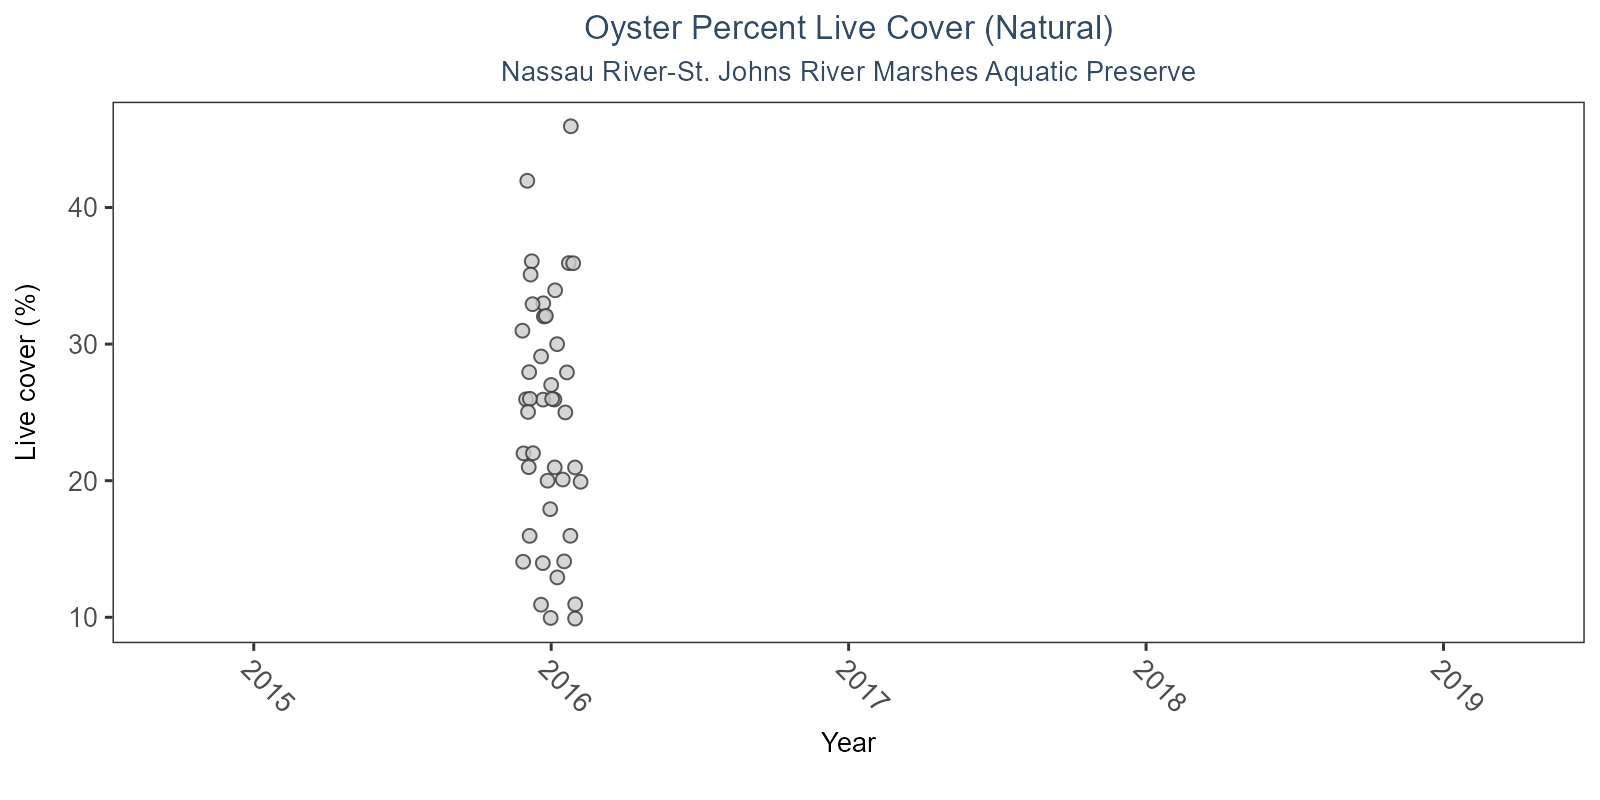 Oyster Percent Live Cover (Natural)
Nassau River-St. Johns River Marshes Aquatic Preserve
Live cover (%)
40
30
20
10
2015
2016
2017
2018
2019
Year